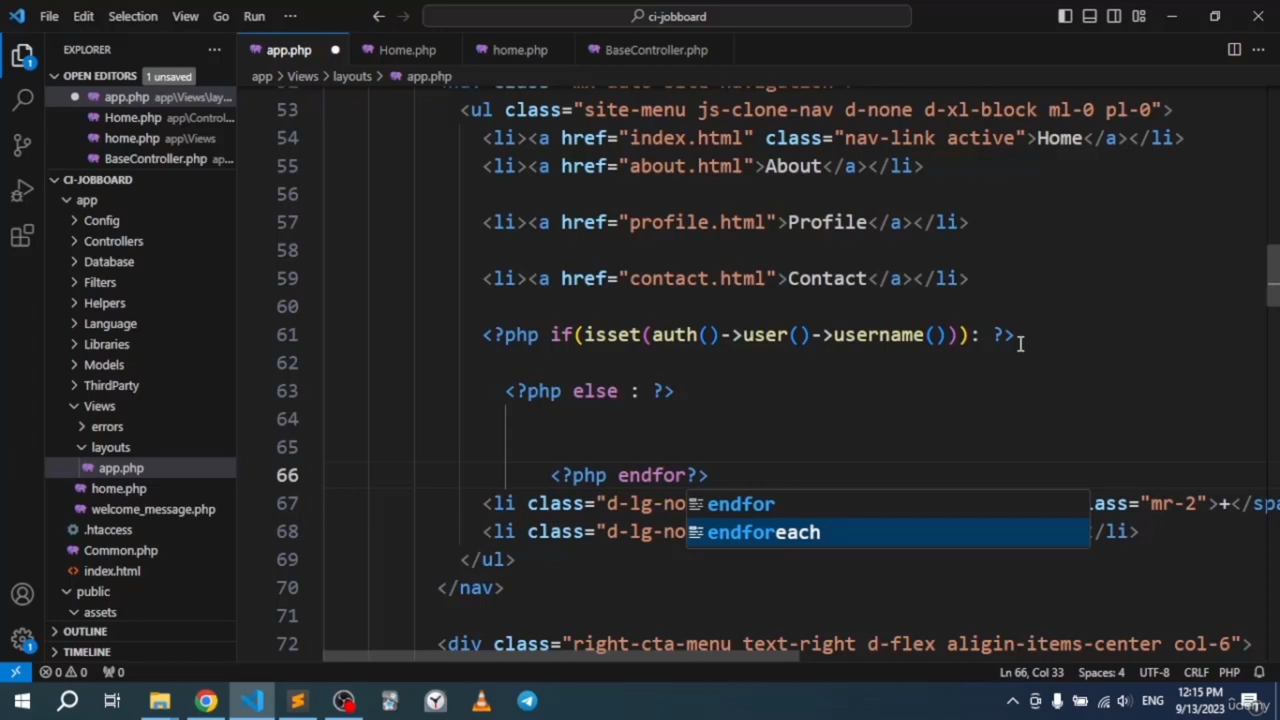 File Edit Selection View Go Run ··· ci-jobboard
EXPLORER ···
app.php Home.php home.php BaseController.php
OPEN EDITORS 1 unsaved
app > Views > layouts > app.php
app.php app\Views\lay...
Home.php app\Control...
home.php app\Views
BaseController.php ap...
CI-JOBBOARD
app
Config
Controllers
Database
Filters
Helpers
Language
Libraries
Models
ThirdParty
Views
errors
layouts
app.php
home.php
welcome_message.php
.htaccess
Common.php
index.html
public
assets
OUTLINE
TIMELINE
53 <ul class="site-menu js-clone-nav d-none d-xl-block ml-0 pl-0">
54 <li><a href="index.html" class="nav-link active">Home</a></li>
55 <li><a href="about.html">About</a></li>
56
57 <li><a href="profile.html">Profile</a></li>
58
59 <li><a href="contact.html">Contact</a></li>
60
61 <?php if(isset(auth()->user()->username())): ?>
62
63 <?php else : ?>
64
65
66 <?php endfor?>
67 <li class="d-lg-no endfor class="mr-2">+</sp
68 <li class="d-lg-no endforeach </li>
69 </ul>
70 </nav>
71
72 <div class="right-cta-menu text-right d-flex aligin-items-center col-6">
0 0 0 Ln 66, Col 33 Spaces: 4 UTF-8 CRLF PHP
ENG 12:15 PM
9/13/2023
udemy